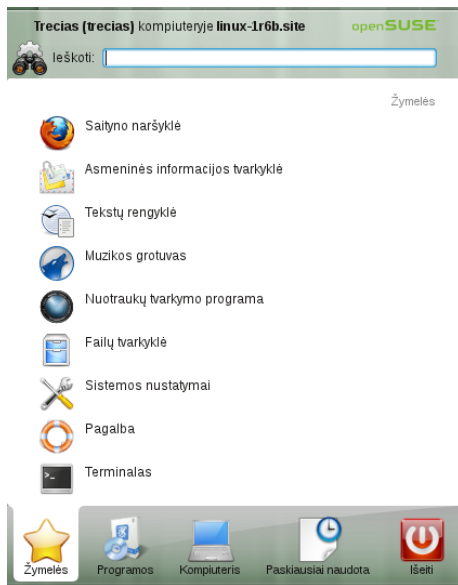 Trecias (trecias) kompiuteryje linux-1r6b.site openSUSE
Ieškoti:
Žymelės
Saityno naršyklė
Asmeninės informacijos tvarkyklė
Tekstų rengyklė
Muzikos grotuvas
Nuotraukų tvarkymo programa
Failų tvarkyklė
Sistemos nustatymai
Pagalba
>_ Terminalas
Žymelės Programos Kompiuteris Paskiausiai naudota Išeiti